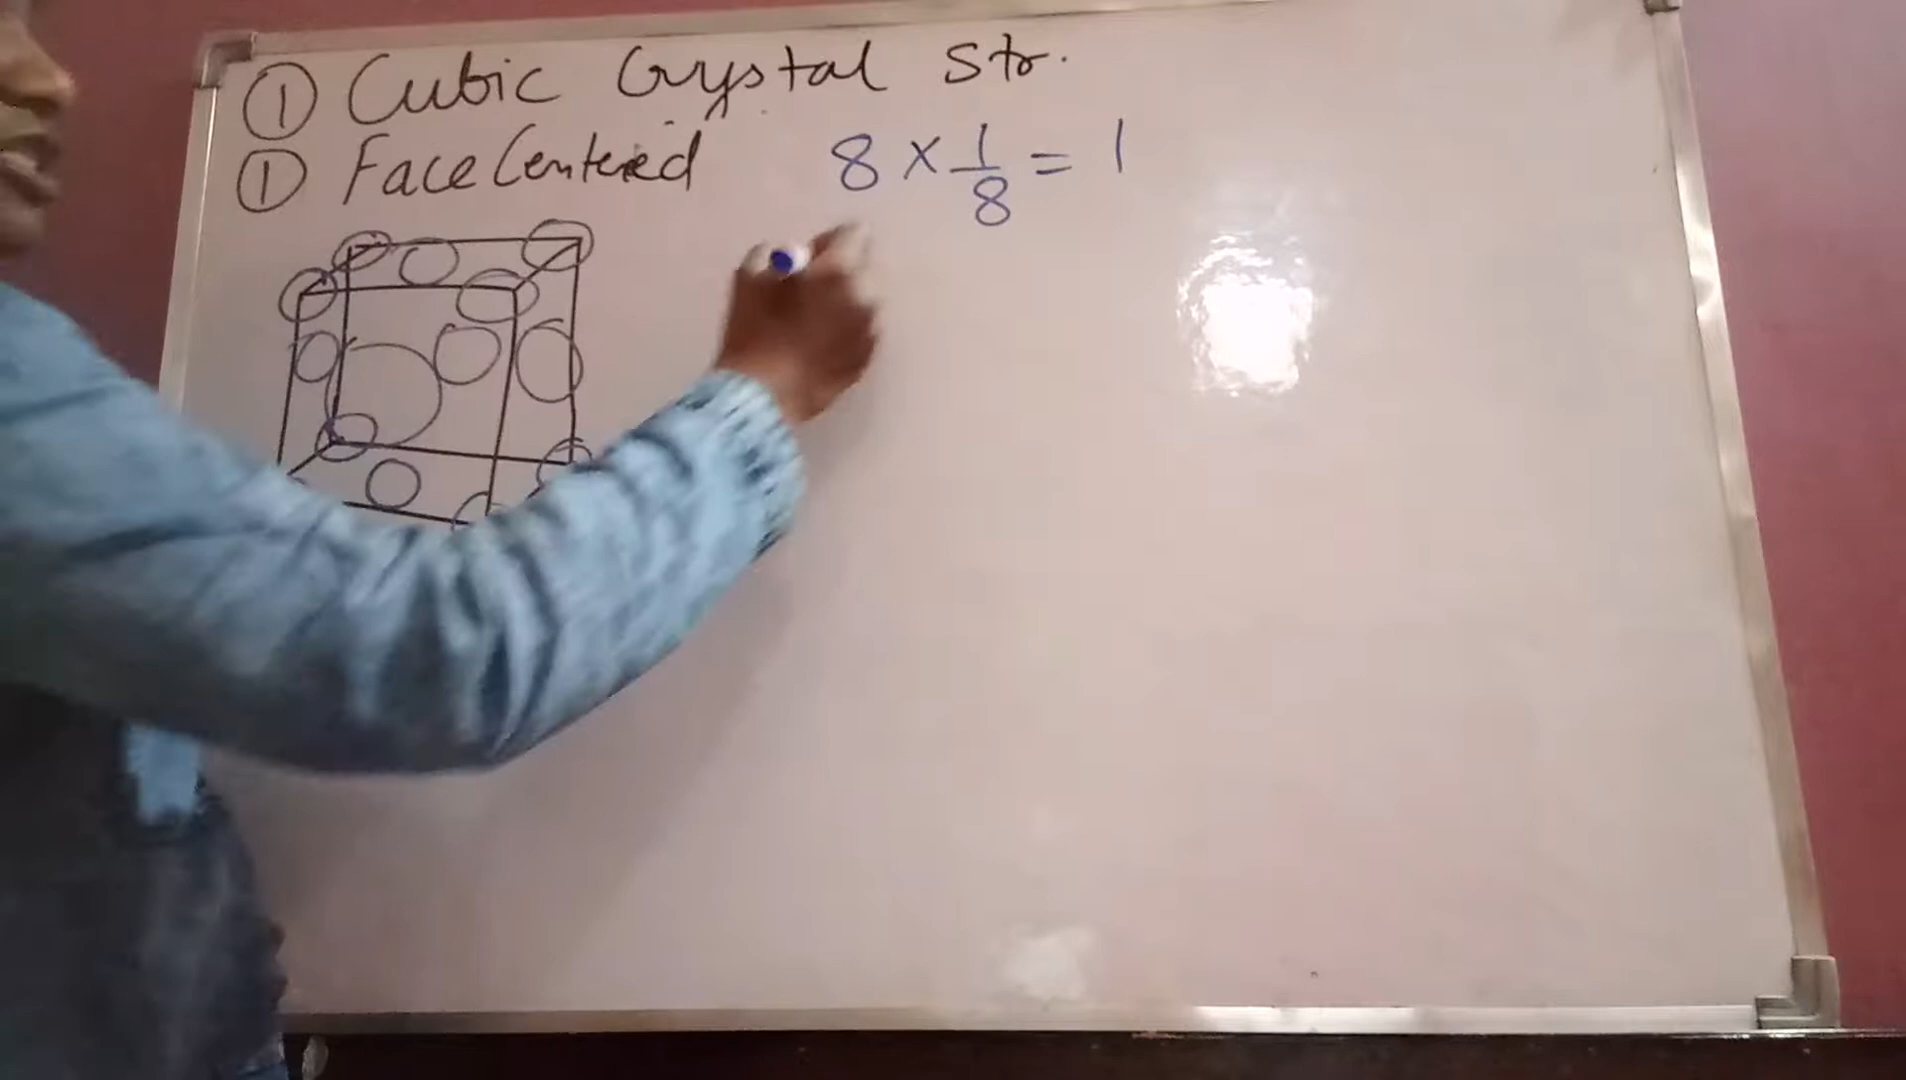 ① Cubic Crystal Str.
① Face Centered
8 × 1/8 = 1